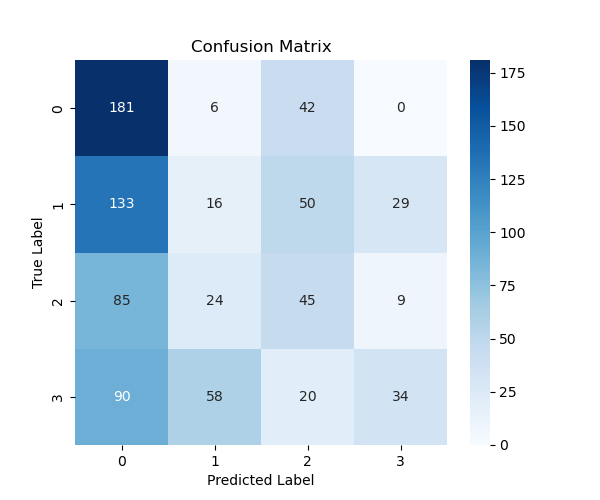 Confusion Matrix
True Label
0 181 6 42 0
1 133 16 50 29
2 85 24 45 9
3 90 58 20 34
0 1 2 3
Predicted Label
175
150
125
100
75
50
25
0